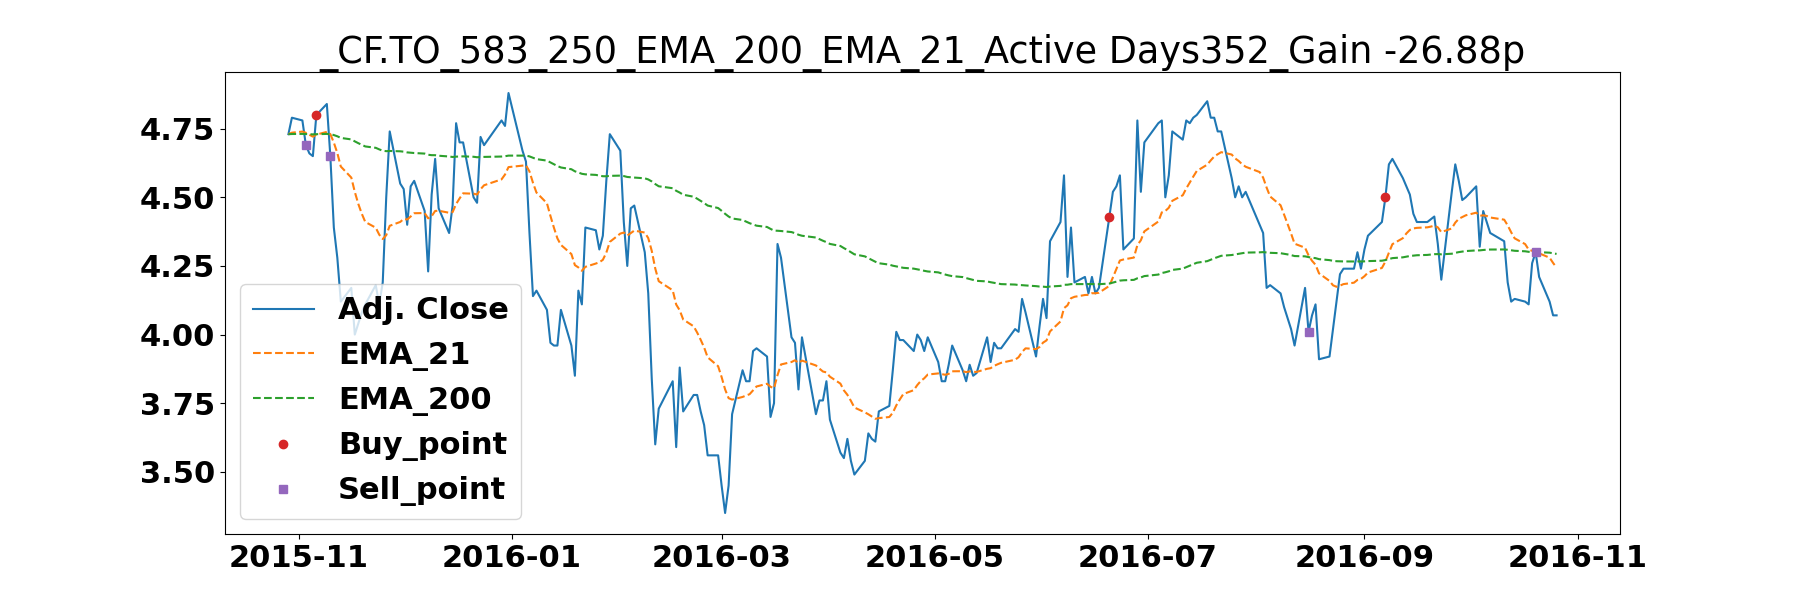 _CF.TO_583_250_EMA_200_EMA_21_Active Days352_Gain -26.88p
4.75
4.50
4.25
4.00
3.75
3.50
Adj. Close
EMA_21
EMA_200
Buy_point
Sell_point
2015-11 2016-01 2016-03 2016-05 2016-07 2016-09 2016-11